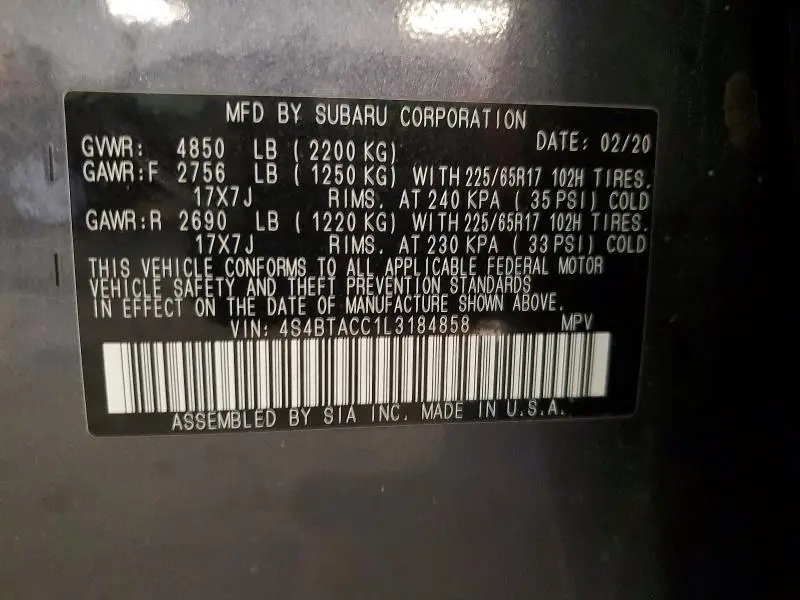 MFD BY SUBARU CORPORATION
DATE: 02/20
GVWR: 4850 LB ( 2200 KG)
GAWR:F 2756 LB ( 1250 KG) WITH 225/65R17 102H TIRES.
17X7J RIMS. AT 240 KPA ( 35 PSI) COLD
GAWR:R 2690 LB ( 1220 KG) WITH 225/65R17 102H TIRES.
17X7J RIMS. AT 230 KPA ( 33 PSI) COLD
THIS VEHICLE CONFORMS TO ALL APPLICABLE FEDERAL MOTOR
VEHICLE SAFETY AND THEFT PREVENTION STANDARDS
IN EFFECT ON THE DATE OF MANUFACTURE SHOWN ABOVE.
VIN: 4S4BTACC1L3184858 MPV
ASSEMBLED BY SIA INC. MADE IN U.S.A.